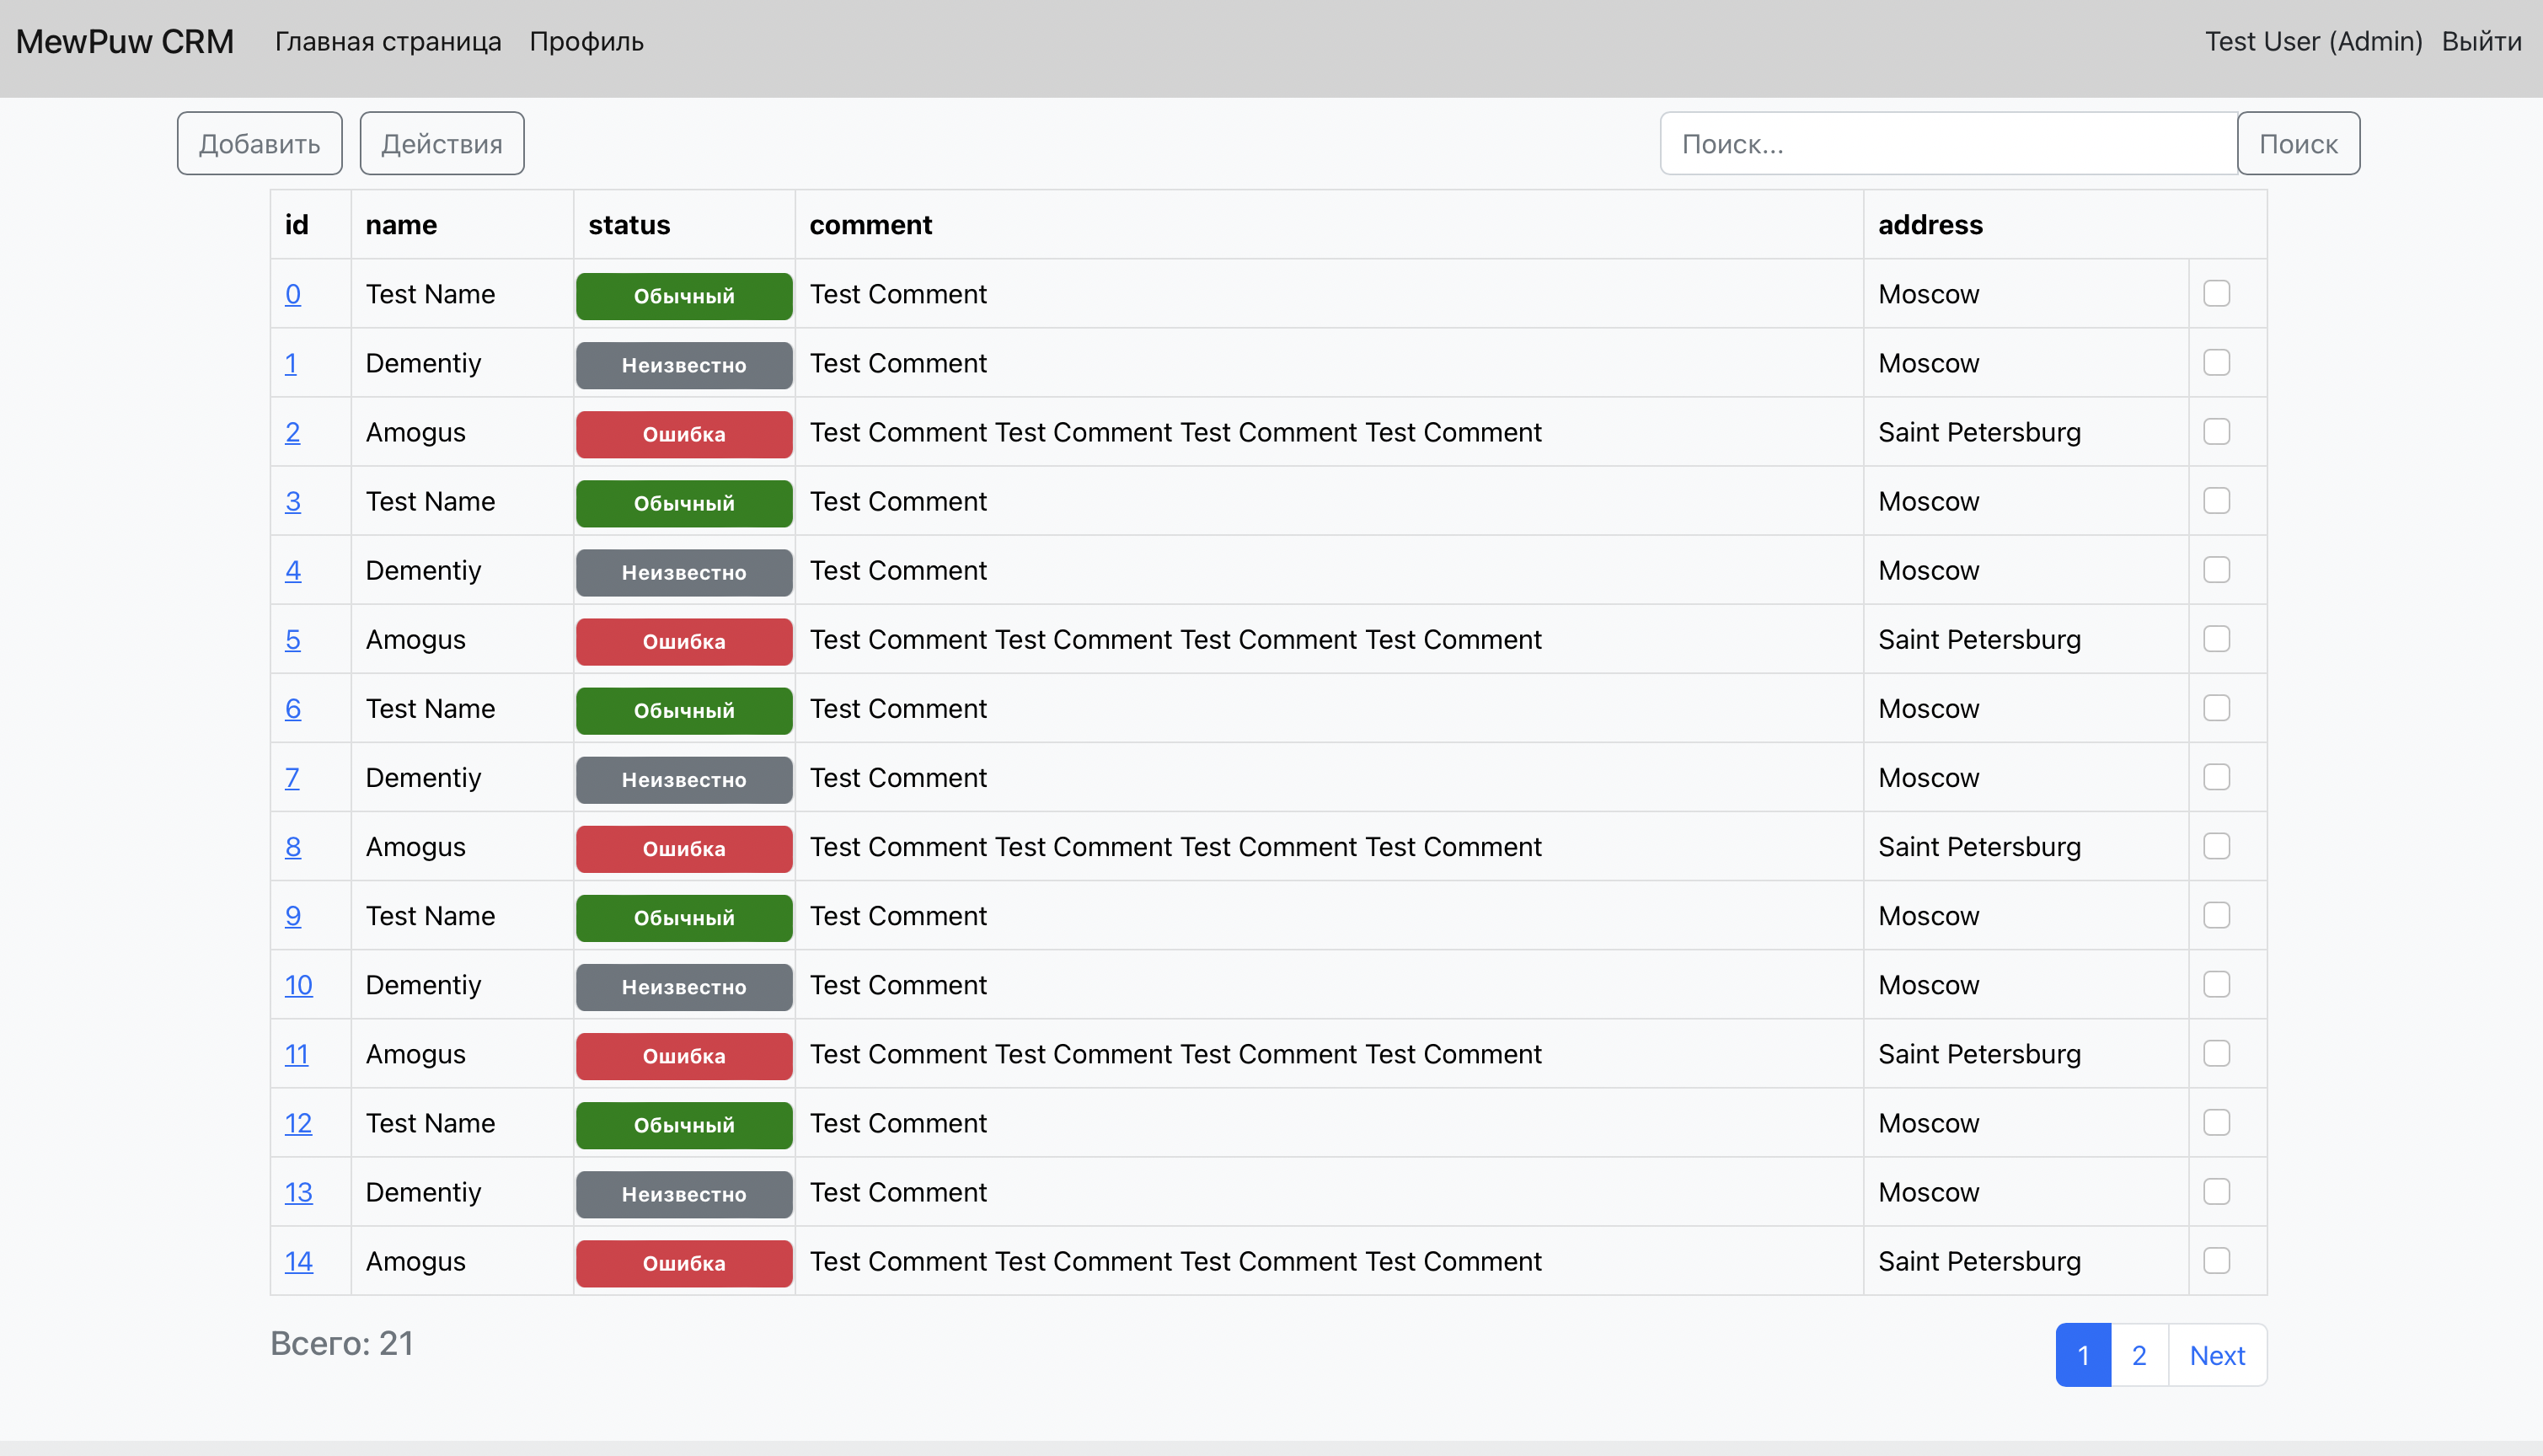 MewPuw CRM Главная страница Профиль Test User (Admin) Выйти
Добавить Действия Поиск... Поиск
id name status comment address
0 Test Name Обычный Test Comment Moscow
1 Dementiy Неизвестно Test Comment Moscow
2 Amogus Ошибка Test Comment Test Comment Test Comment Test Comment Saint Petersburg
3 Test Name Обычный Test Comment Moscow
4 Dementiy Неизвестно Test Comment Moscow
5 Amogus Ошибка Test Comment Test Comment Test Comment Test Comment Saint Petersburg
6 Test Name Обычный Test Comment Moscow
7 Dementiy Неизвестно Test Comment Moscow
8 Amogus Ошибка Test Comment Test Comment Test Comment Test Comment Saint Petersburg
9 Test Name Обычный Test Comment Moscow
10 Dementiy Неизвестно Test Comment Moscow
11 Amogus Ошибка Test Comment Test Comment Test Comment Test Comment Saint Petersburg
12 Test Name Обычный Test Comment Moscow
13 Dementiy Неизвестно Test Comment Moscow
14 Amogus Ошибка Test Comment Test Comment Test Comment Test Comment Saint Petersburg
Всего: 21 1 2 Next